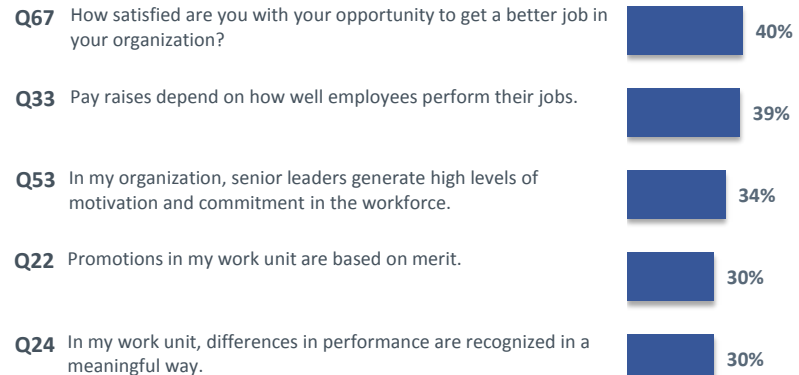 Q67 How satisfied are you with your opportunity to get a better job in
your organization?
40%
Q33 Pay raises depend on how well employees perform their jobs.
39%
Q53 In my organization, senior leaders generate high levels of
motivation and commitment in the workforce.
34%
Q22 Promotions in my work unit are based on merit.
30%
Q24 In my work unit, differences in performance are recognized in a
meaningful way.
30%